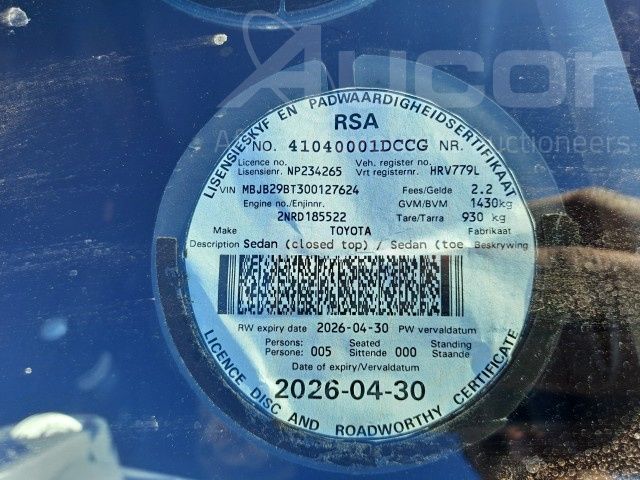 Aucor
LISENSIESKYF EN PADWAARDIGHEIDSERTIFIKAAT
RSA
NO. 41040001DCCG NR.
Licence no. Veh. register no.
Lisensienr. NP234265 Vrt registernr. HRV779L
VIN MBJB29BT300127624 Fees/Gelde 2.2
Engine no./Enjinnr. GVM/BVM 1430kg
2NRD185522 Tare/Tarra 930 kg
Make TOYOTA Fabrikaat
Description Sedan (closed top) / Sedan (toe Beskrywing
RW expiry date 2026-04-30 PW vervaldatum
Persons: Seated Standing
Persone: 005 Sittende 000 Staande
Date of expiry/Vervaldatum
2026-04-30
LICENCE DISC AND ROADWORTHY CERTIFICATE